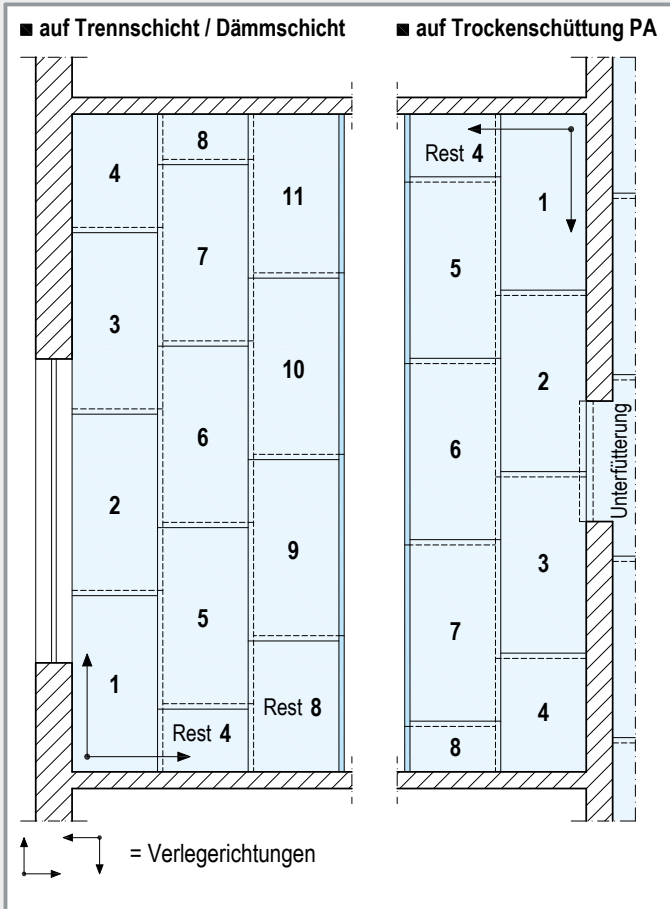 ■ auf Trennschicht / Dämmschicht
4
3
2
1
8
7
6
5
Rest 4
11
10
9
Rest 8
■ auf Trockenschüttung PA
Rest 4
5
6
7
8
1
2
3
4
Unterfütterung
= Verlegerichtungen